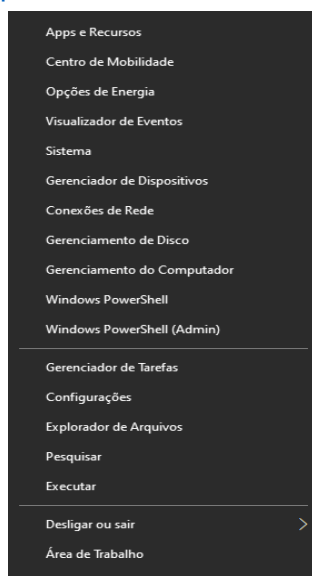 Apps e Recursos
Centro de Mobilidade
Opções de Energia
Visualizador de Eventos
Sistema
Gerenciador de Dispositivos
Conexões de Rede
Gerenciamento de Disco
Gerenciamento do Computador
Windows PowerShell
Windows PowerShell (Admin)
Gerenciador de Tarefas
Configurações
Explorador de Arquivos
Pesquisar
Executar
Desligar ou sair
Área de Trabalho